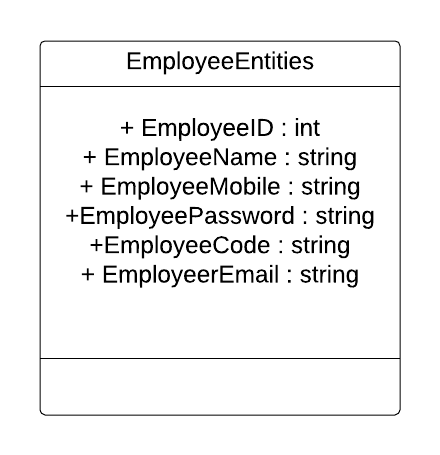 EmployeeEntities
+ EmployeeID : int
+ EmployeeName : string
+ EmployeeMobile : string
+EmployeePassword : string
+EmployeeCode : string
+ EmployeerEmail : string